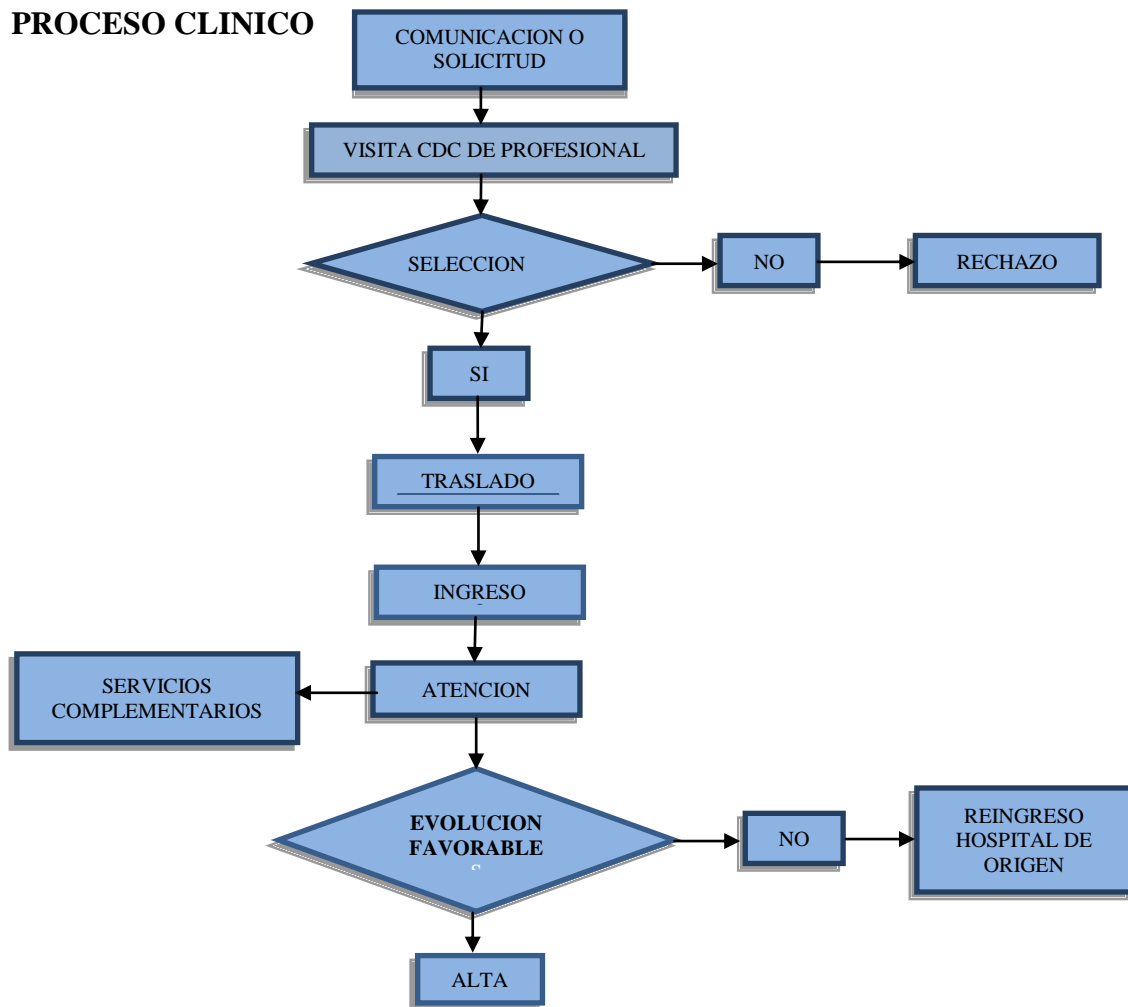 PROCESO CLINICO
COMUNICACION O
SOLICITUD
VISITA CDC DE PROFESIONAL
SELECCION
NO
RECHAZO
SI
TRASLADO
INGRESO
SERVICIOS
COMPLEMENTARIOS
ATENCION
EVOLUCION
FAVORABLE
NO
REINGRESO
HOSPITAL DE
ORIGEN
ALTA